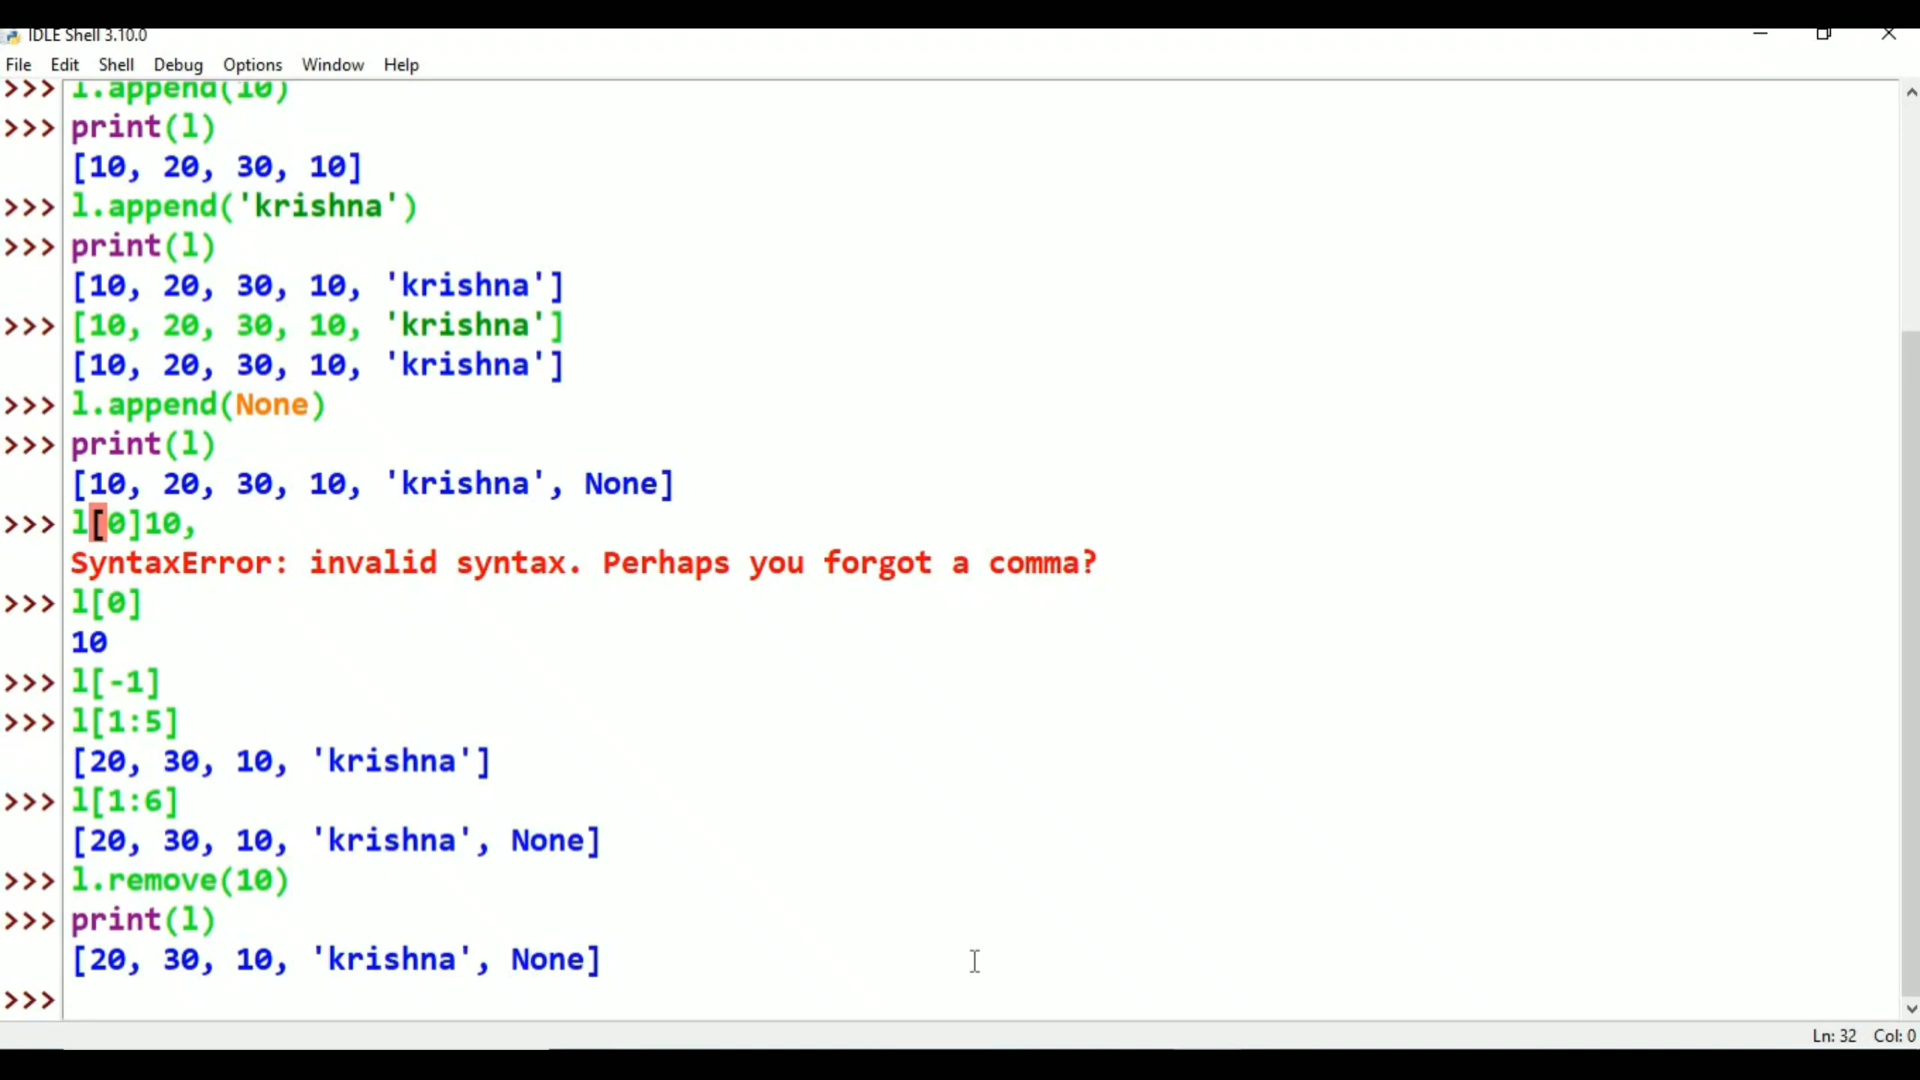 IDLE Shell 3.10.0
File Edit Shell Debug Options Window Help
>>> l.append(10)
>>> print(l)
[10, 20, 30, 10]
>>> l.append('krishna')
>>> print(l)
[10, 20, 30, 10, 'krishna']
>>> [10, 20, 30, 10, 'krishna']
[10, 20, 30, 10, 'krishna']
>>> l.append(None)
>>> print(l)
[10, 20, 30, 10, 'krishna', None]
>>> l[0]10,
SyntaxError: invalid syntax. Perhaps you forgot a comma?
>>> l[0]
10
>>> l[-1]
>>> l[1:5]
[20, 30, 10, 'krishna']
>>> l[1:6]
[20, 30, 10, 'krishna', None]
>>> l.remove(10)
>>> print(l)
[20, 30, 10, 'krishna', None]
>>>
Ln: 32 Col: 0